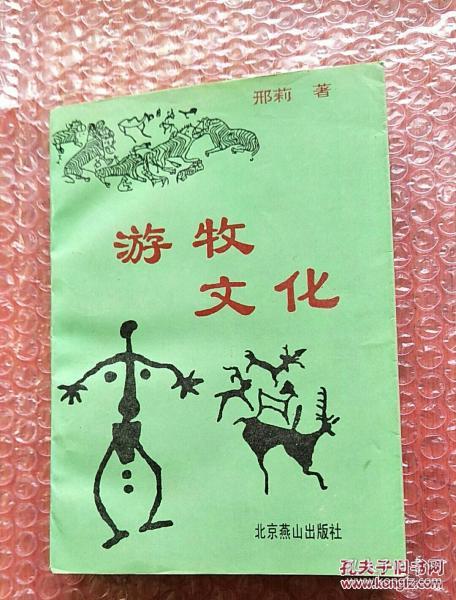 邢莉 著
游牧
文化
北京燕山出版社
孔夫子旧书网
www.kongfz.com